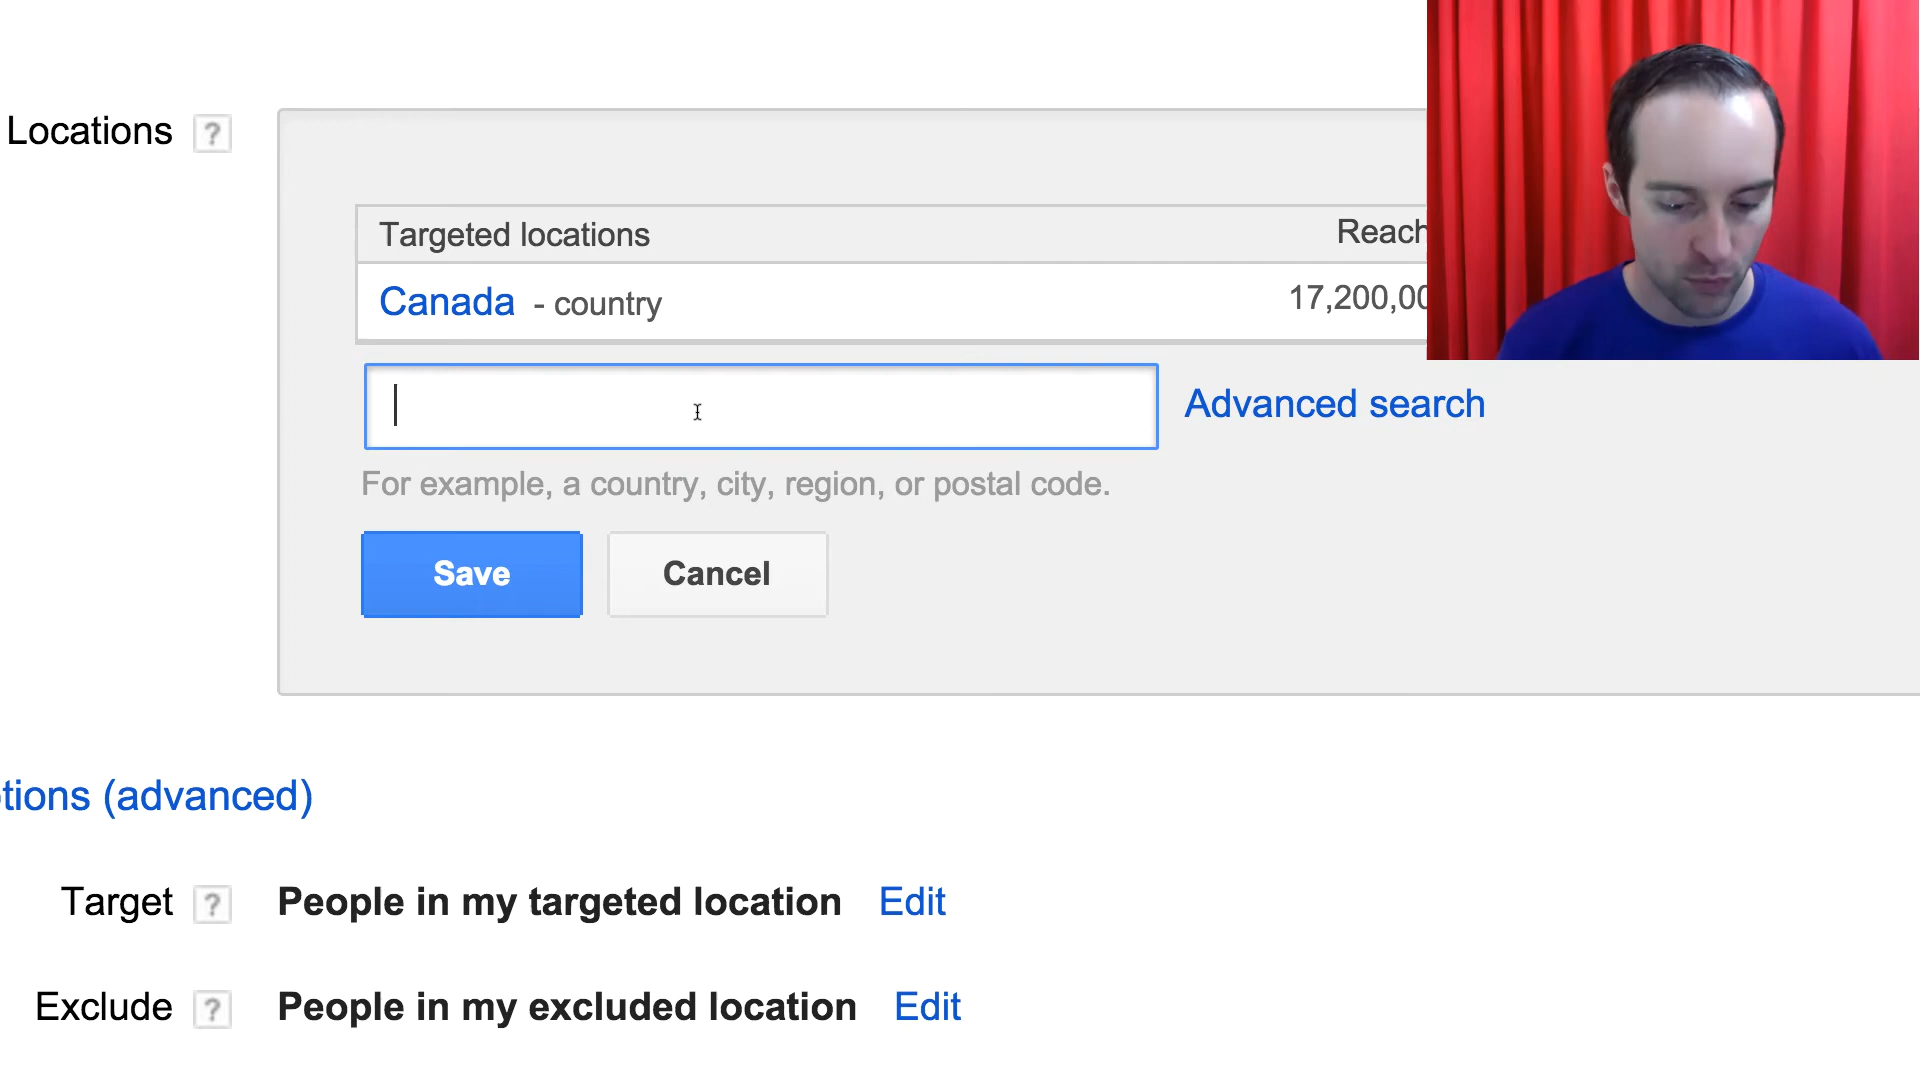 Locations ?
Targeted locations Reach
Canada - country 17,200,00
Advanced search
For example, a country, city, region, or postal code.
Save Cancel
tions (advanced)
Target ? People in my targeted location Edit
Exclude ? People in my excluded location Edit